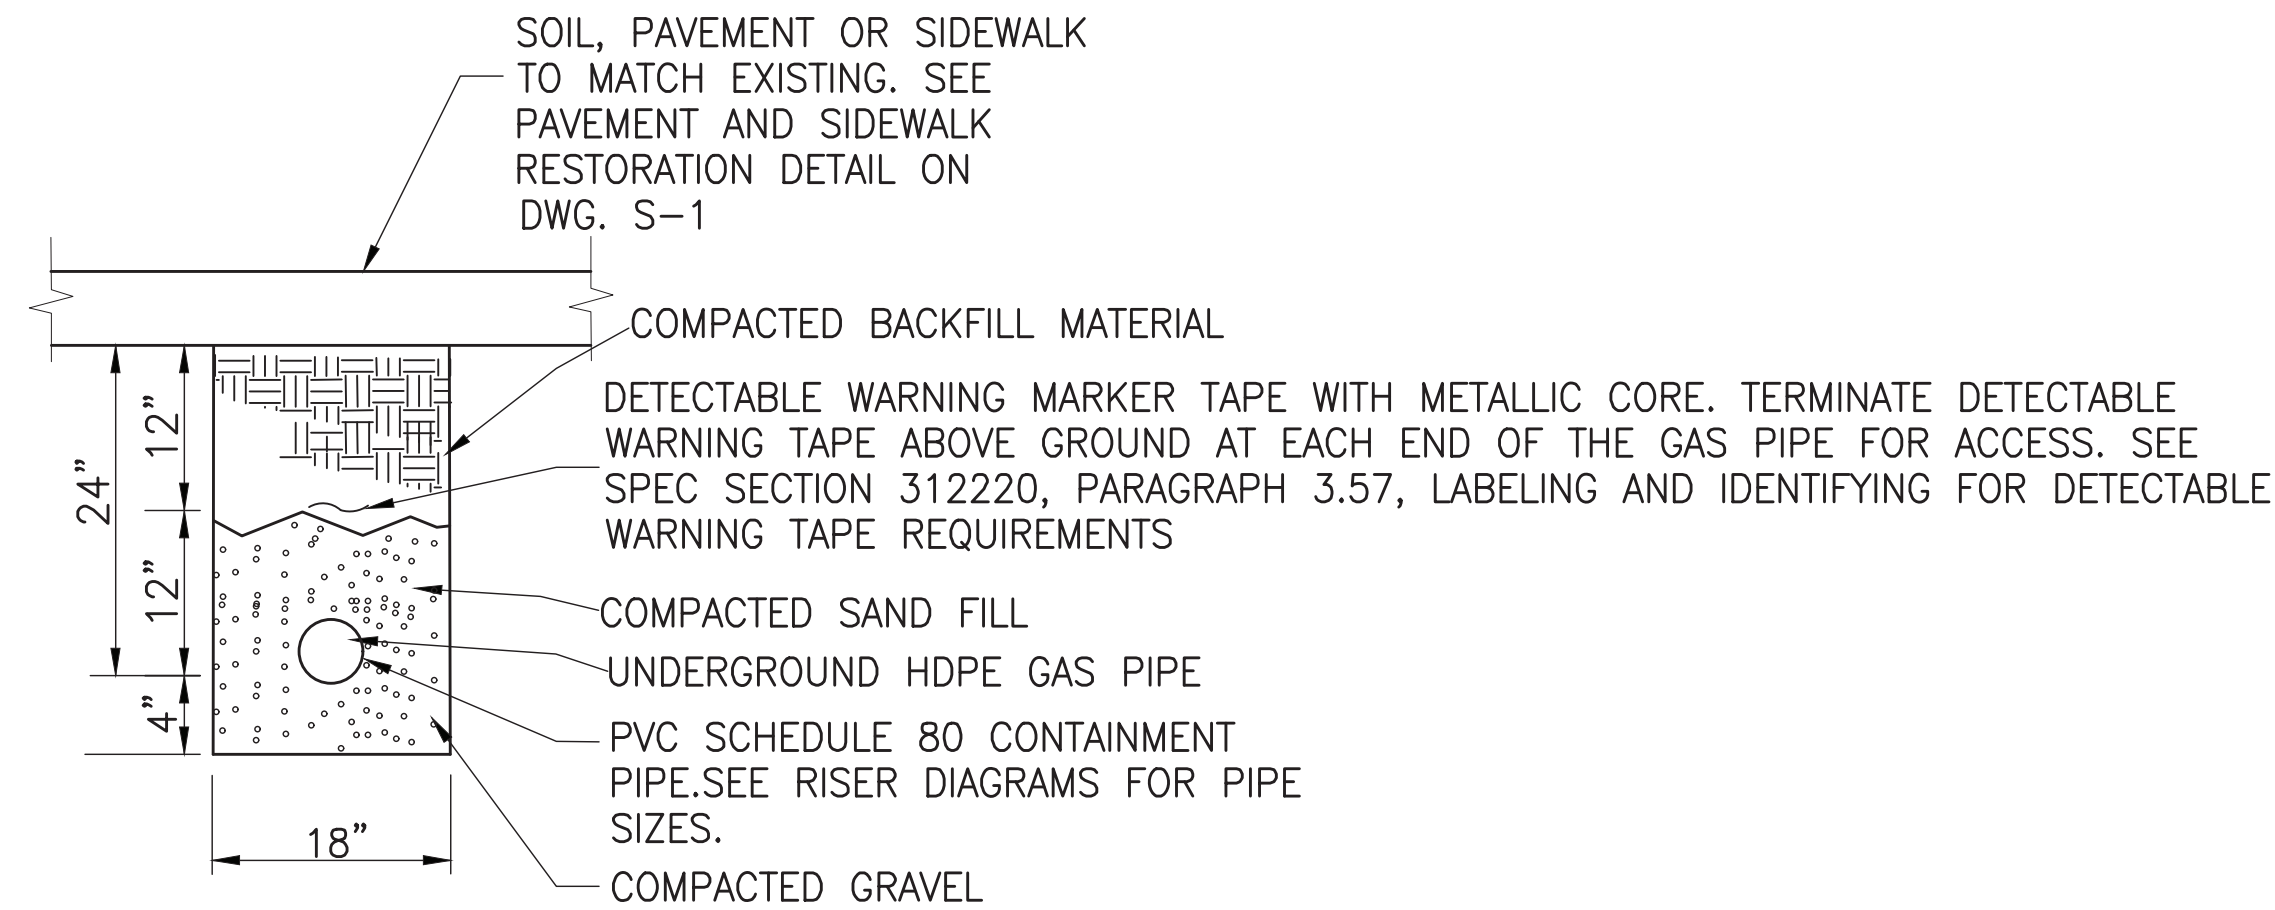 SOIL, PAVEMENT OR SIDEWALK
TO MATCH EXISTING. SEE
PAVEMENT AND SIDEWALK
RESTORATION DETAIL ON
DWG. S-1
COMPACTED BACKFILL MATERIAL
DETECTABLE WARNING MARKER TAPE WITH METALLIC CORE. TERMINATE DETECTABLE
WARNING TAPE ABOVE GROUND AT EACH END OF THE GAS PIPE FOR ACCESS. SEE
SPEC SECTION 312220, PARAGRAPH 3.57, LABELING AND IDENTIFYING FOR DETECTABLE
WARNING TAPE REQUIREMENTS
12"
24"
12"
COMPACTED SAND FILL
UNDERGROUND HDPE GAS PIPE
4"
PVC SCHEDULE 80 CONTAINMENT
PIPE.SEE RISER DIAGRAMS FOR PIPE
SIZES.
18"
COMPACTED GRAVEL